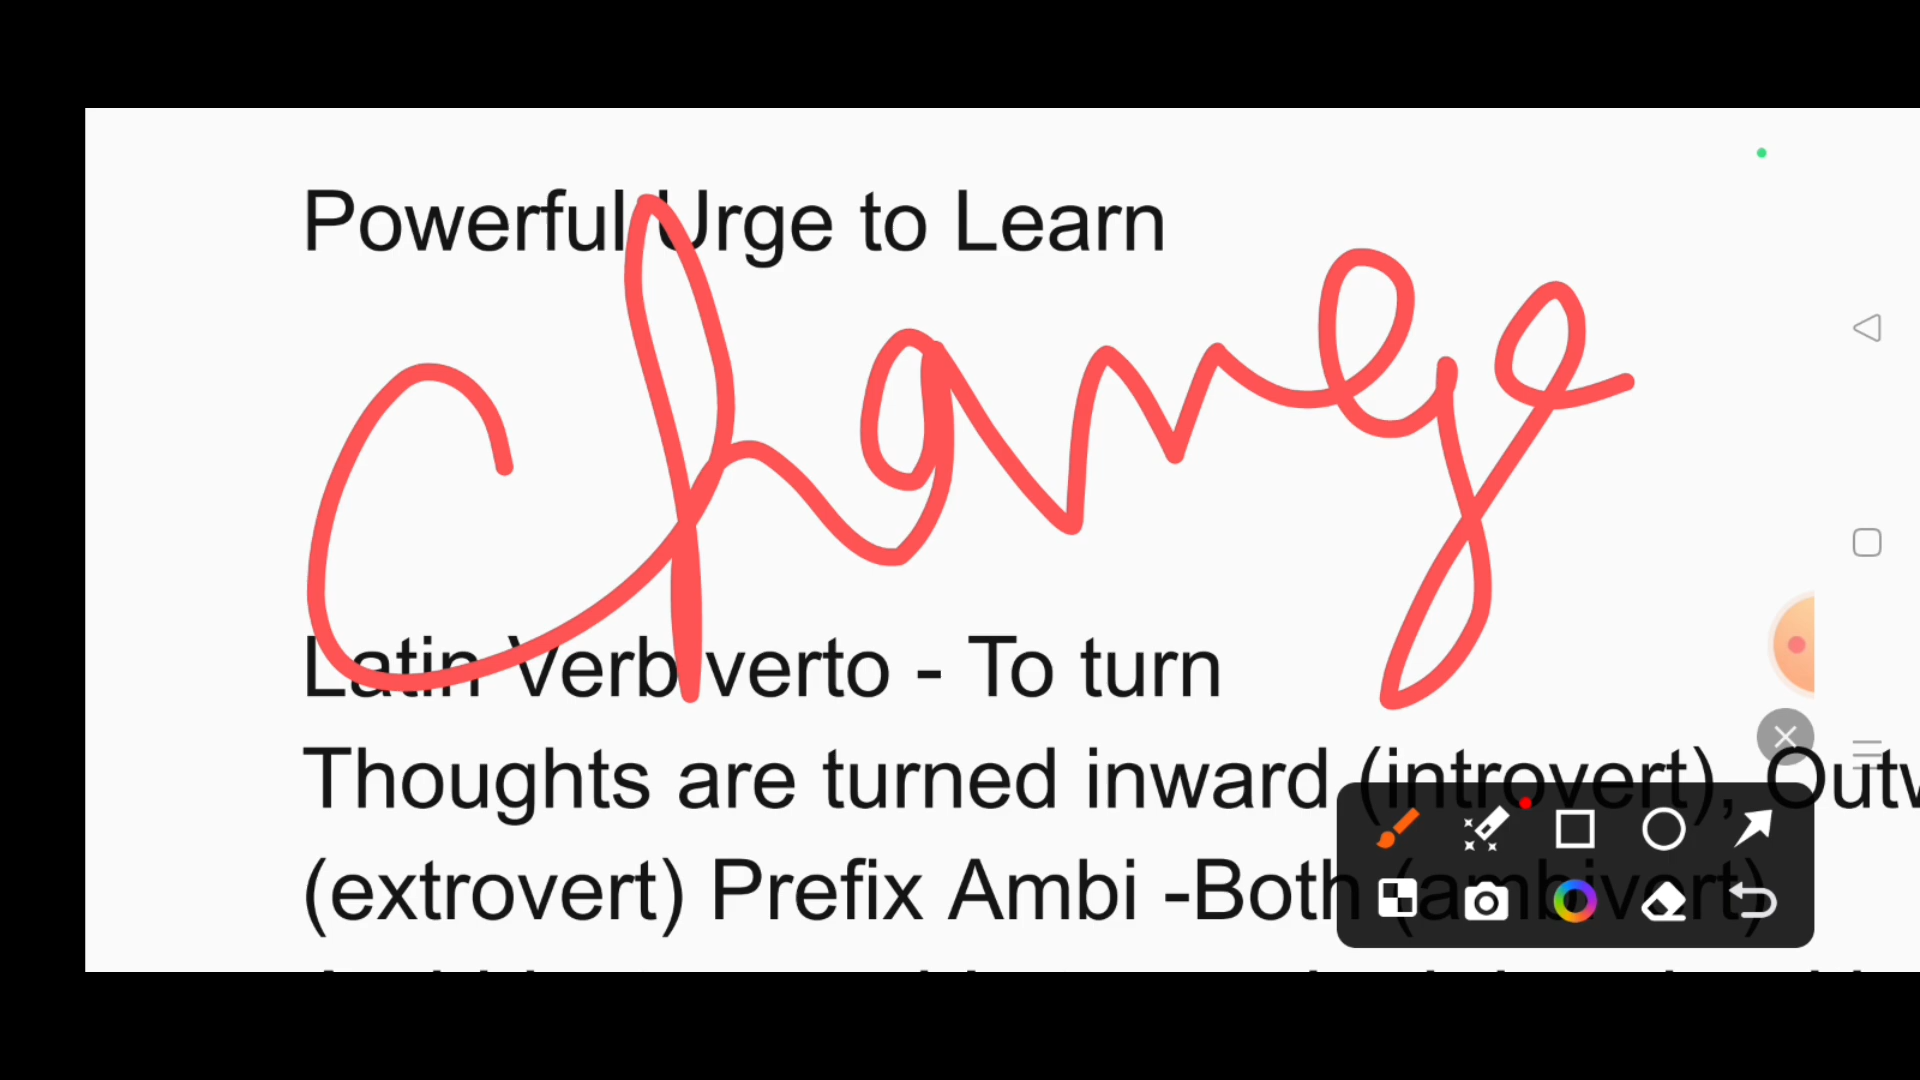 Powerful Urge to Learn
change
Latin Verb verto - To turn
Thoughts are turned inward (introvert),
(extrovert) Prefix Ambi -Both (ambivert)